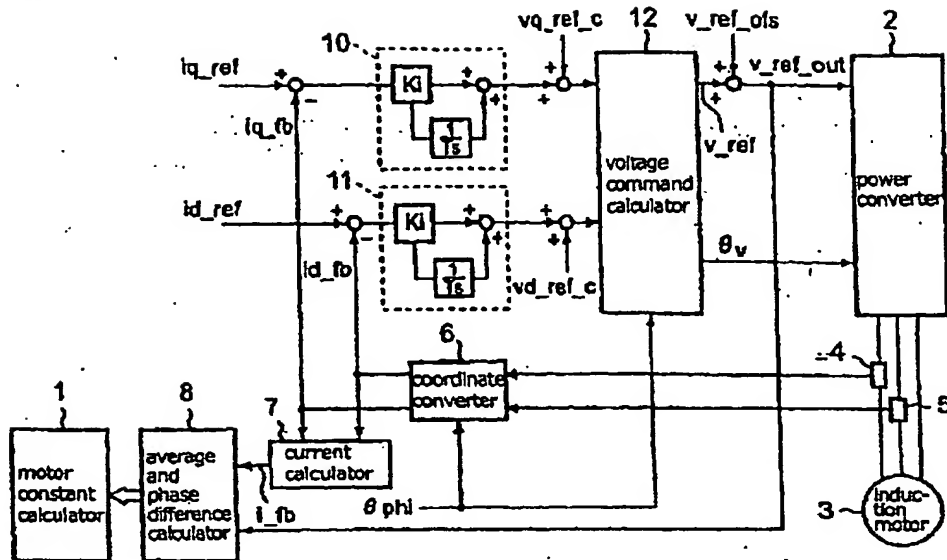 10
vq_ref_c
12
v_ref_ofs
2
iq_ref
+
-
Ki
+
+
+
+
+
+
v_ref_out
iq_fb
1
Ts
v_ref
11
voltage
command
calculator
power
converter
id_ref
+
-
Ki
+
+
+
+
id_fb
1
Ts
vd_ref_c
θv
6
4
coordinate
converter
5
1
8
7
motor
constant
calculator
average
and
phase
difference
calculator
current
calculator
i_fb
θ phi
3
induc-
tion
motor